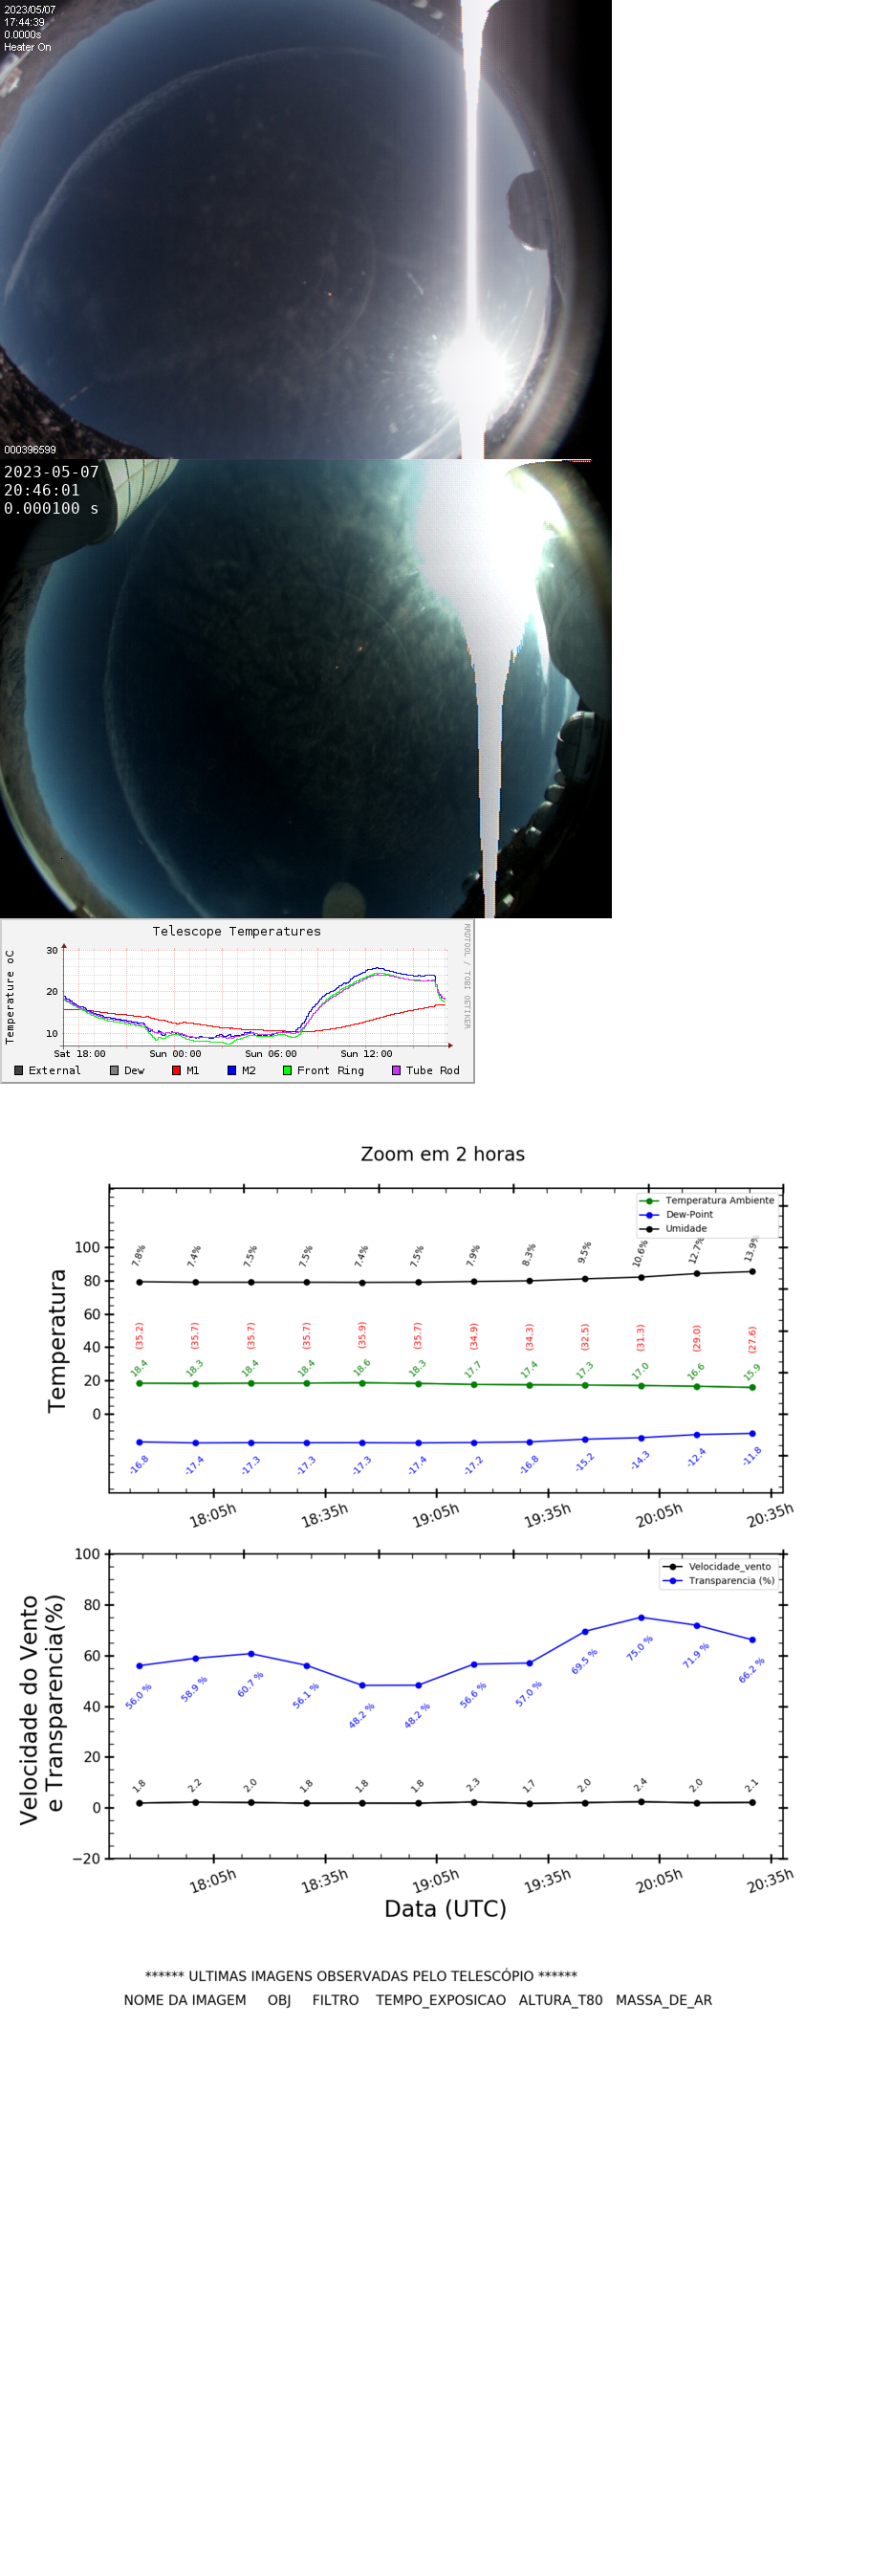 2023/05/07
17:44:39
0.0000s
Heater On
000396599
2023-05-07
20:46:01
0.000100 s
Telescope Temperatures
RRDTOOL / TOBI OETIKER
Temperature oC
30
20
10
Sat 18:00 Sun 00:00 Sun 06:00 Sun 12:00
External Dew M1 M2 Front Ring Tube Rod
Zoom em 2 horas
Temperatura
Temperatura Ambiente
Dew-Point
Umidade
100
80
60
40
20
0
7.8% 7.4% 7.5% 7.5% 7.4% 7.5% 7.9% 8.3% 9.5% 10.6% 12.7% 13.9%
(35.2) (35.7) (35.7) (35.7) (35.9) (35.7) (34.9) (34.3) (32.5) (31.3) (29.0) (27.6)
18.4 18.3 18.4 18.4 18.6 18.3 17.7 17.4 17.3 17.0 16.6 15.9
-16.8 -17.4 -17.3 -17.3 -17.3 -17.4 -17.2 -16.8 -15.2 -14.3 -12.4 -11.8
18:05h 18:35h 19:05h 19:35h 20:05h 20:35h
Velocidade do Vento
e Transparencia(%)
Velocidade_vento
Transparencia (%)
100
80
60
40
20
0
−20
56.0 % 58.9 % 60.7 % 56.1 % 48.2 % 48.2 % 56.6 % 57.0 % 69.5 % 75.0 % 71.9 % 66.2 %
1.8 2.2 2.0 1.8 1.8 1.8 2.3 1.7 2.0 2.4 2.0 2.1
18:05h 18:35h 19:05h 19:35h 20:05h 20:35h
Data (UTC)
****** ULTIMAS IMAGENS OBSERVADAS PELO TELESCÓPIO ******
NOME DA IMAGEM OBJ FILTRO TEMPO_EXPOSICAO ALTURA_T80 MASSA_DE_AR